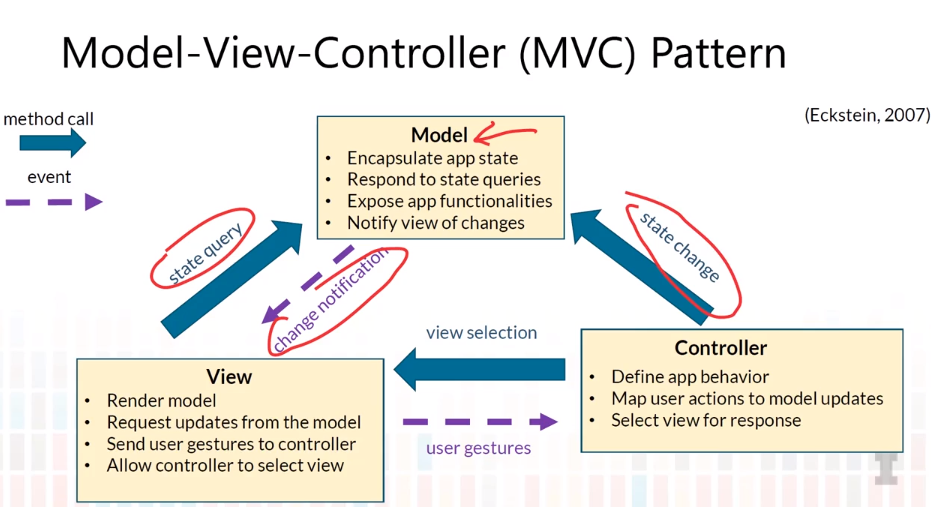 Model-View-Controller (MVC) Pattern
method call
event
(Eckstein, 2007)
Model
• Encapsulate app state
• Respond to state queries
• Expose app functionalities
• Notify view of changes
state query
change notification
state change
view selection
user gestures
View
• Render model
• Request updates from the model
• Send user gestures to controller
• Allow controller to select view
Controller
• Define app behavior
• Map user actions to model updates
• Select view for response
I